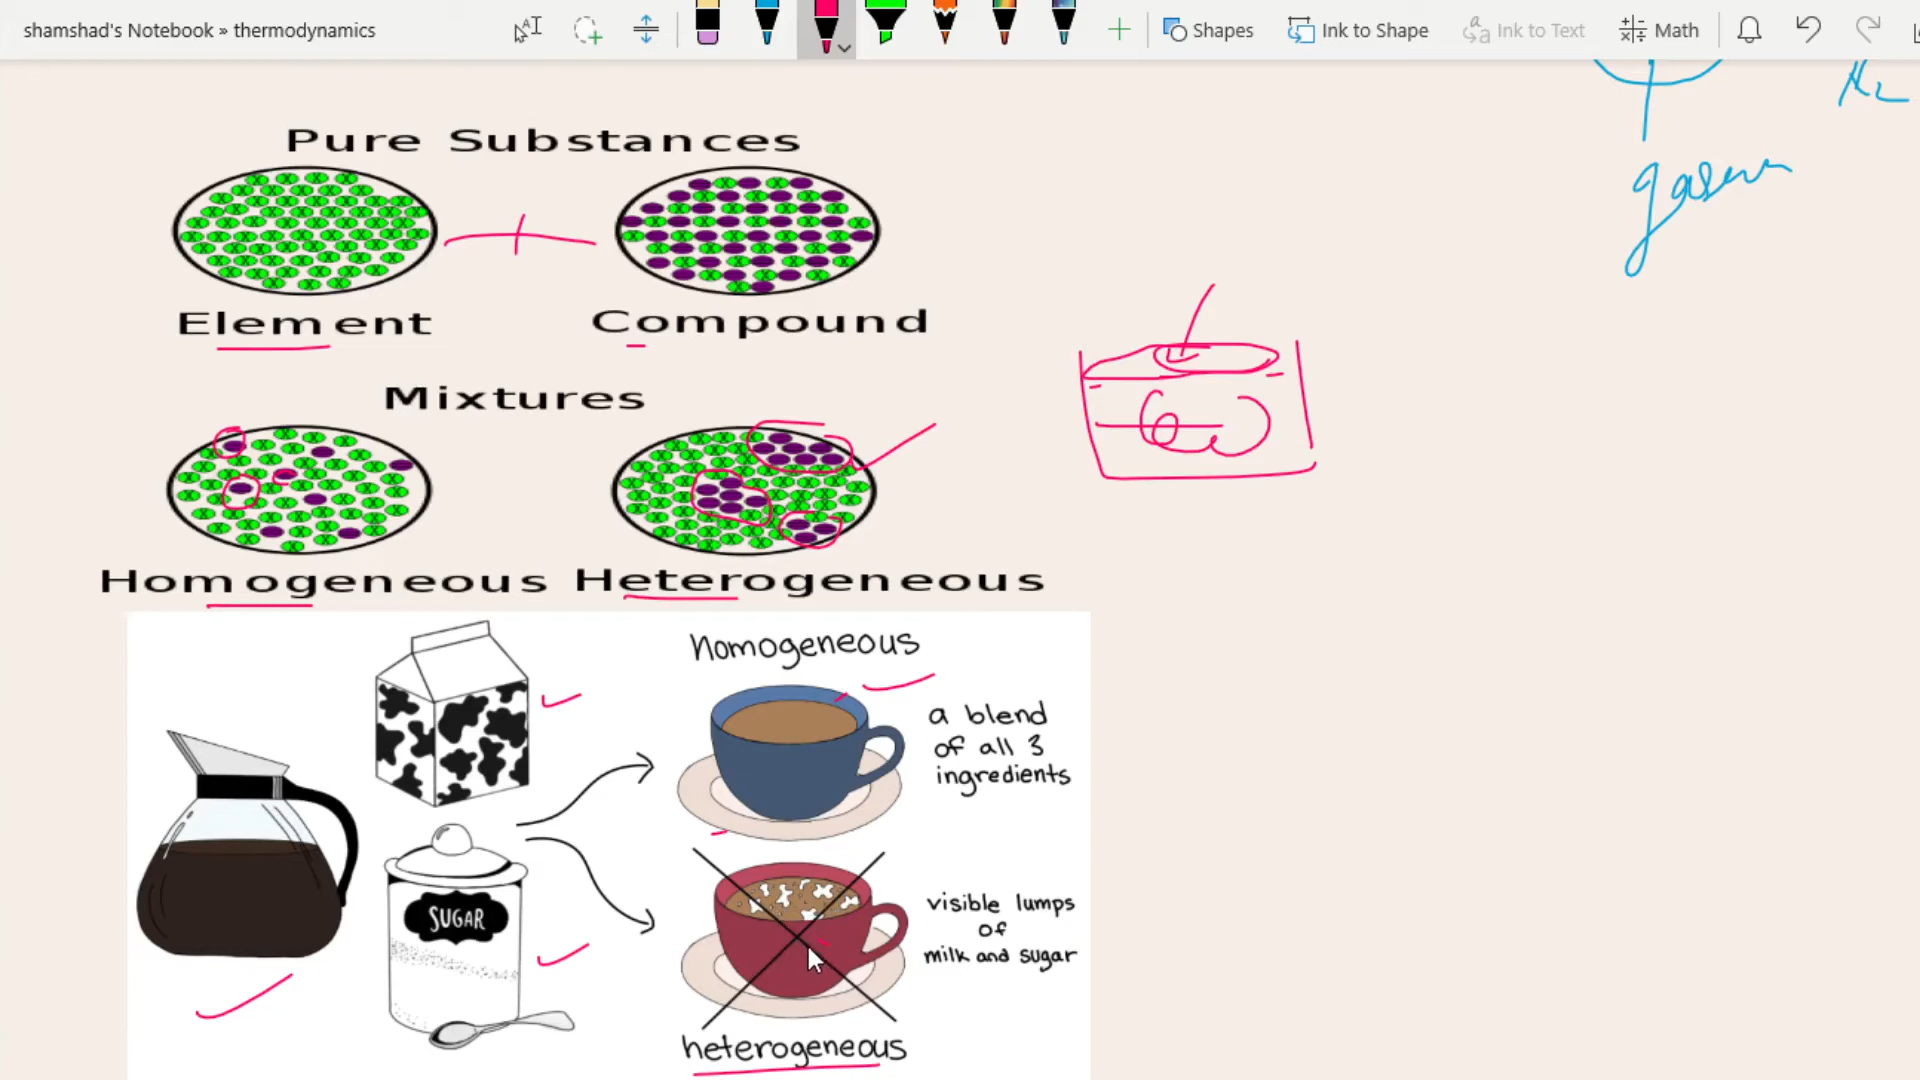 shamshad's Notebook » thermodynamics
Shapes
Ink to Shape
Ink to Text
Math
Pure Substances
Element
Compound
Mixtures
Homogeneous
Heterogeneous
homogeneous
a blend
of all 3
ingredients
SUGAR
visible lumps
of
milk and sugar
heterogeneous